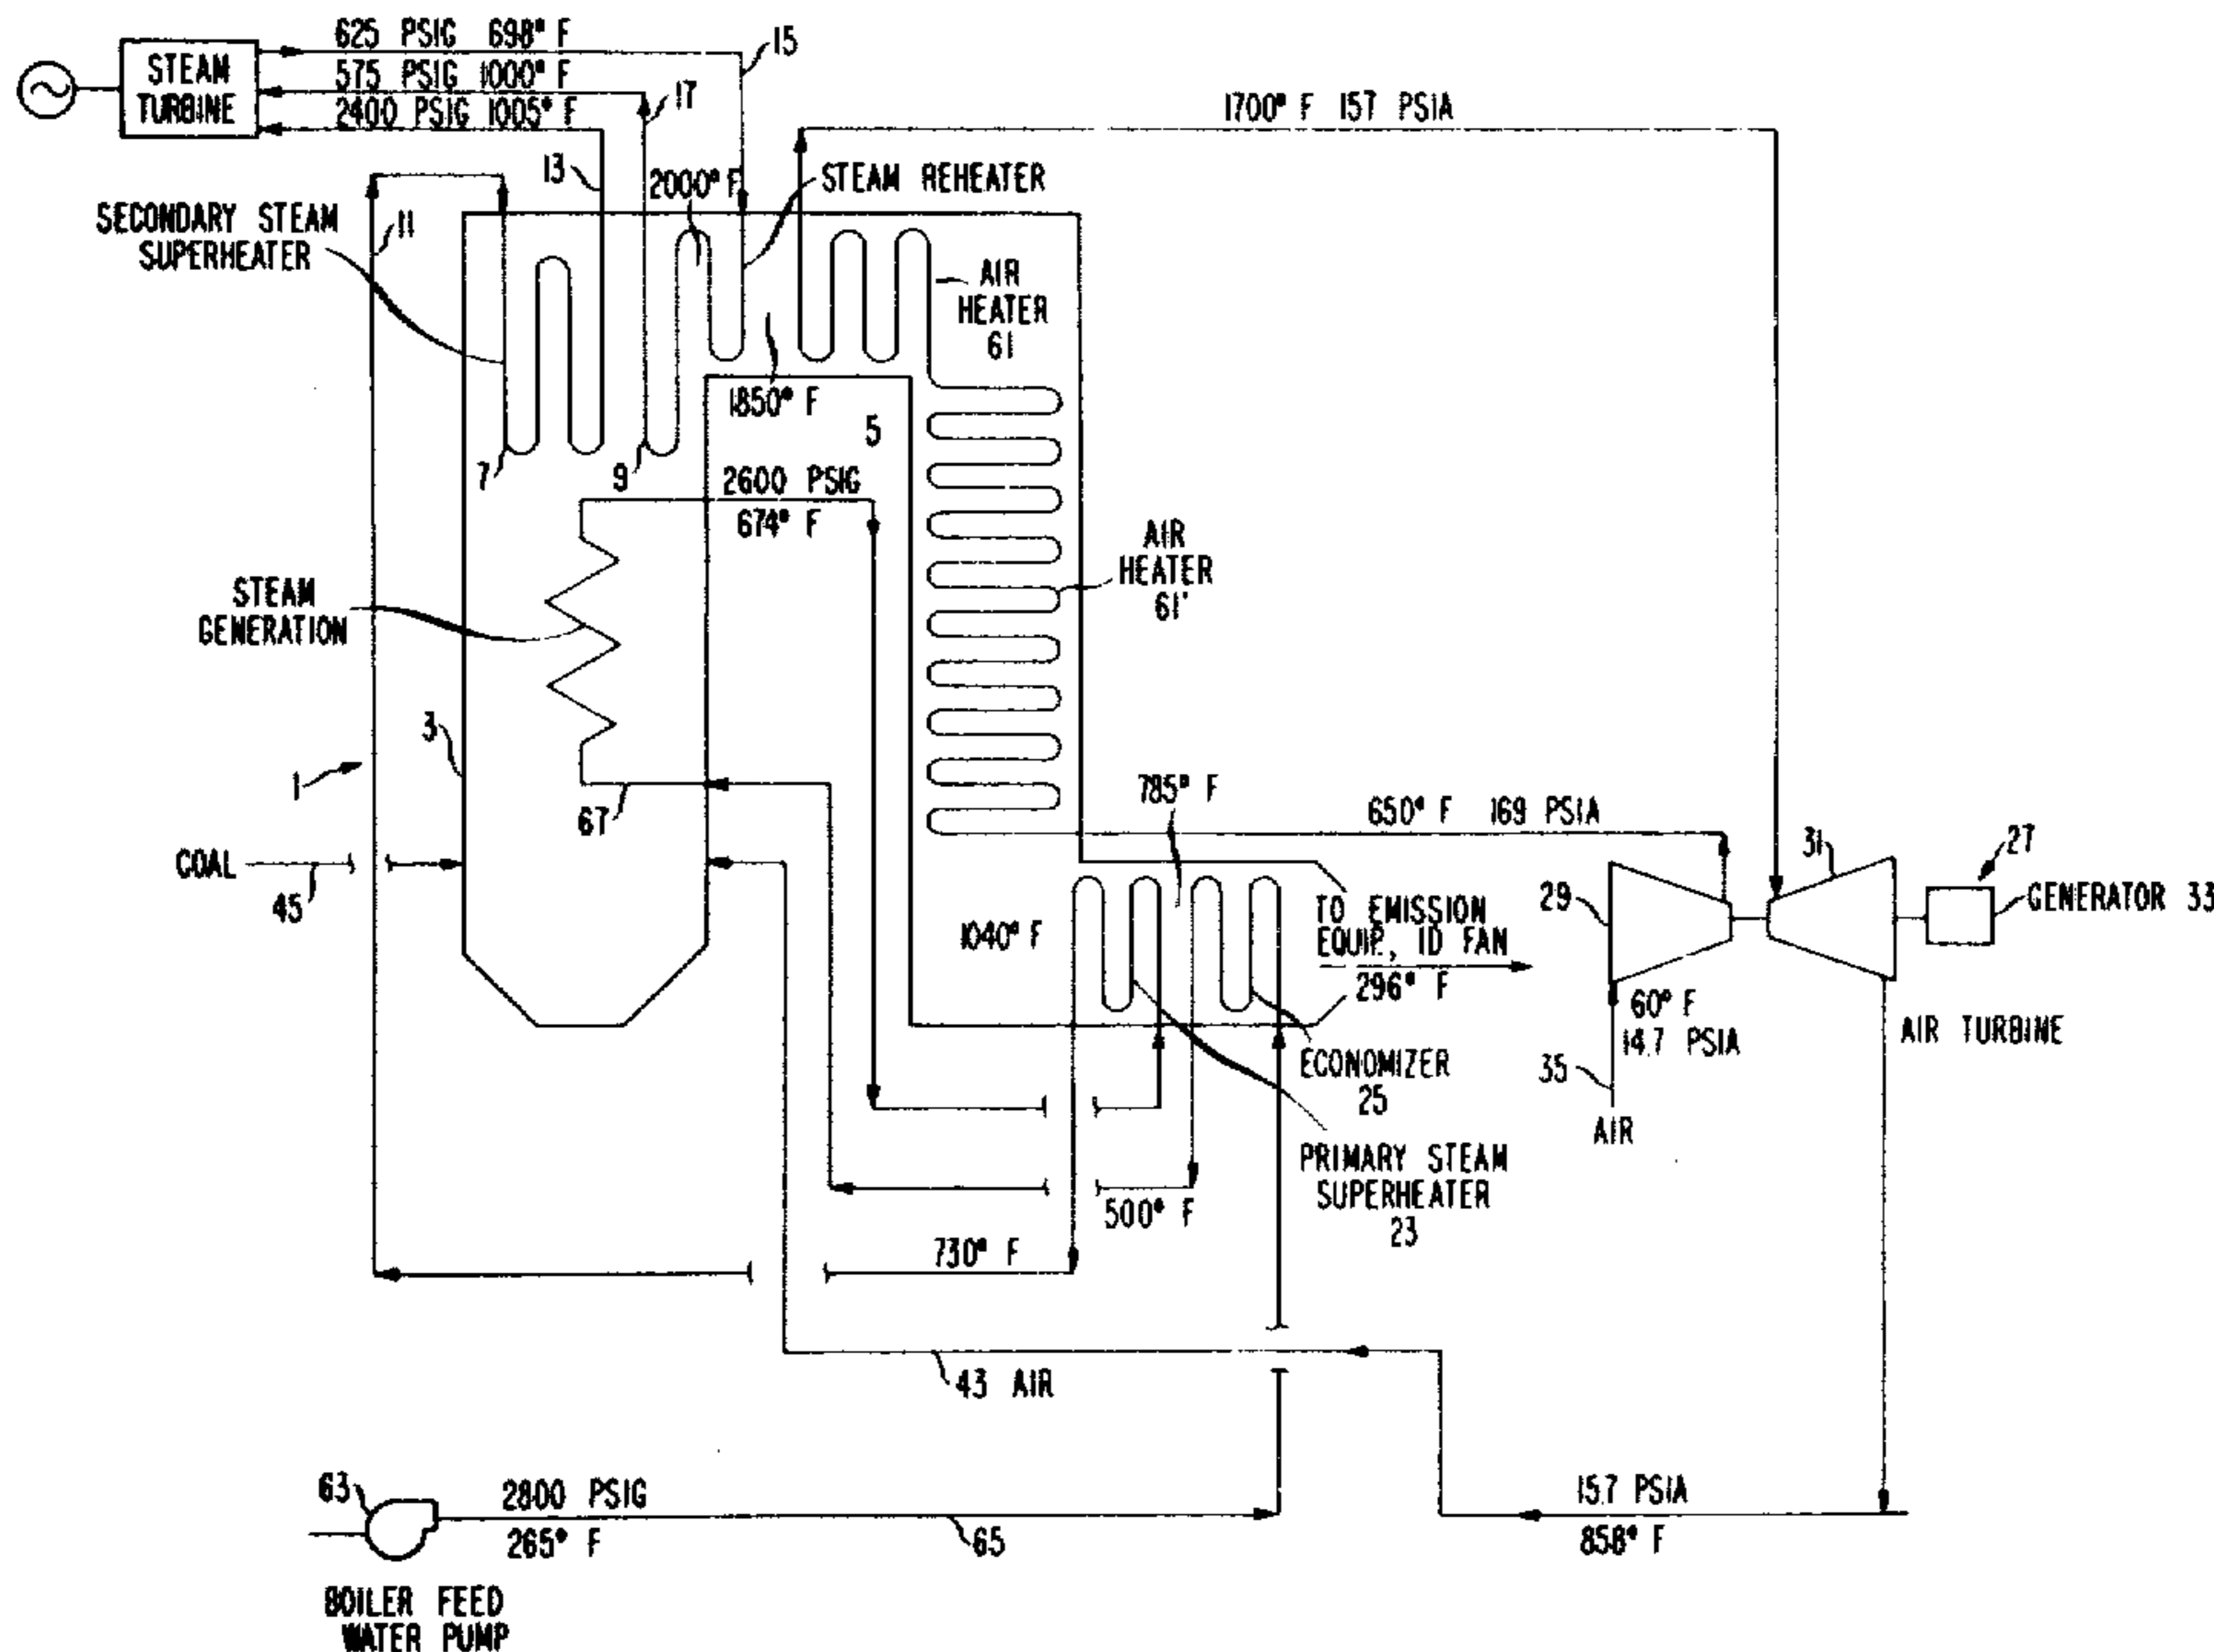 625 PSIG 698° F
15
STEAM
TURBINE
575 PSIG 1000° F
17
2400 PSIG 1005° F
1700° F 157 PSIA
13
2000° F
STEAM REHEATER
SECONDARY STEAM
SUPERHEATER
11
AIR
HEATER
61
1850° F
5
7
9
2600 PSIG
674° F
AIR
HEATER
61'
STEAM
GENERATION
3
1
67
785° F
650° F 169 PSIA
COAL
45
31
27
29
GENERATOR 33
1040° F
TO EMISSION
EQUIP., ID FAN
296° F
60° F
14.7 PSIA
AIR TURBINE
35
AIR
ECONOMIZER
25
PRIMARY STEAM
SUPERHEATER
23
500° F
730° F
43 AIR
63
2800 PSIG
265° F
65
15.7 PSIA
858° F
BOILER FEED
WATER PUMP